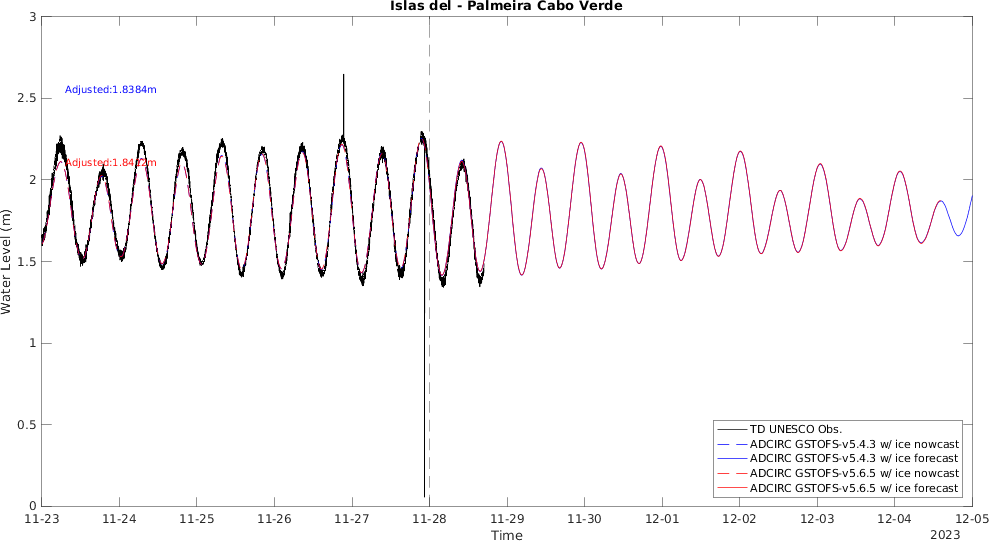 Islas del - Palmeira Cabo Verde
3
2.5
2
1.5
1
0.5
0
Water Level (m)
Adjusted:1.8384m
Adjusted:1.8412m
TD UNESCO Obs.
ADCIRC GSTOFS-v5.4.3 w/ ice nowcast
ADCIRC GSTOFS-v5.4.3 w/ ice forecast
ADCIRC GSTOFS-v5.6.5 w/ ice nowcast
ADCIRC GSTOFS-v5.6.5 w/ ice forecast
11-23 11-24 11-25 11-26 11-27 11-28 11-29 11-30 12-01 12-02 12-03 12-04 12-05
Time
2023